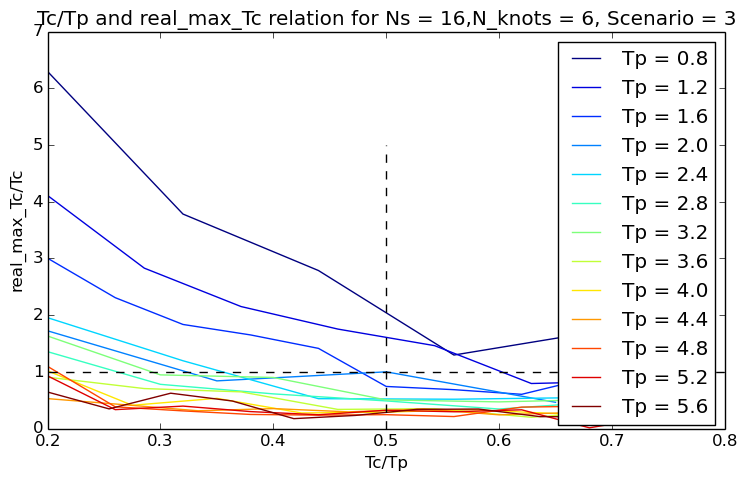 Tc/Tp and real_max_Tc relation for Ns = 16,N_knots = 6, Scenario = 3
7
6
5
4
3
2
1
0
real_max_Tc/Tc
0.2 0.3 0.4 0.5 0.6 0.7 0.8
Tc/Tp
Tp = 0.8
Tp = 1.2
Tp = 1.6
Tp = 2.0
Tp = 2.4
Tp = 2.8
Tp = 3.2
Tp = 3.6
Tp = 4.0
Tp = 4.4
Tp = 4.8
Tp = 5.2
Tp = 5.6